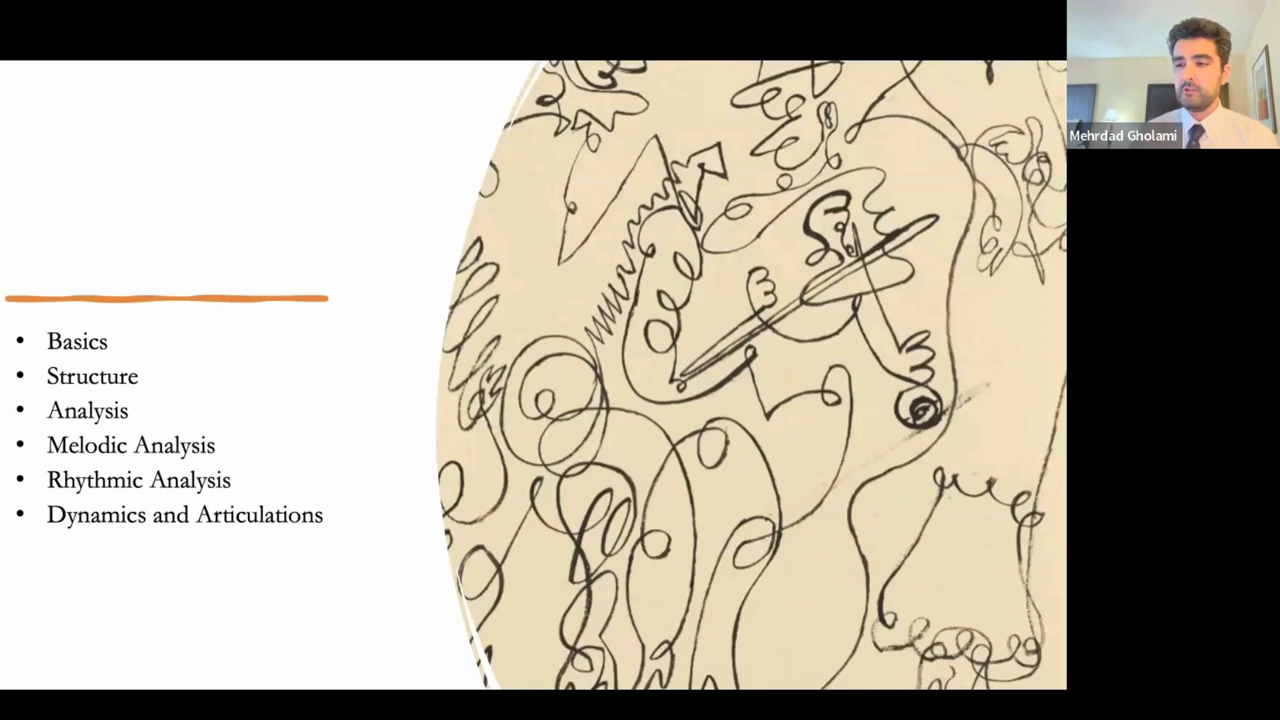 Mehrdad Gholami
• Basics
• Structure
• Analysis
• Melodic Analysis
• Rhythmic Analysis
• Dynamics and Articulations